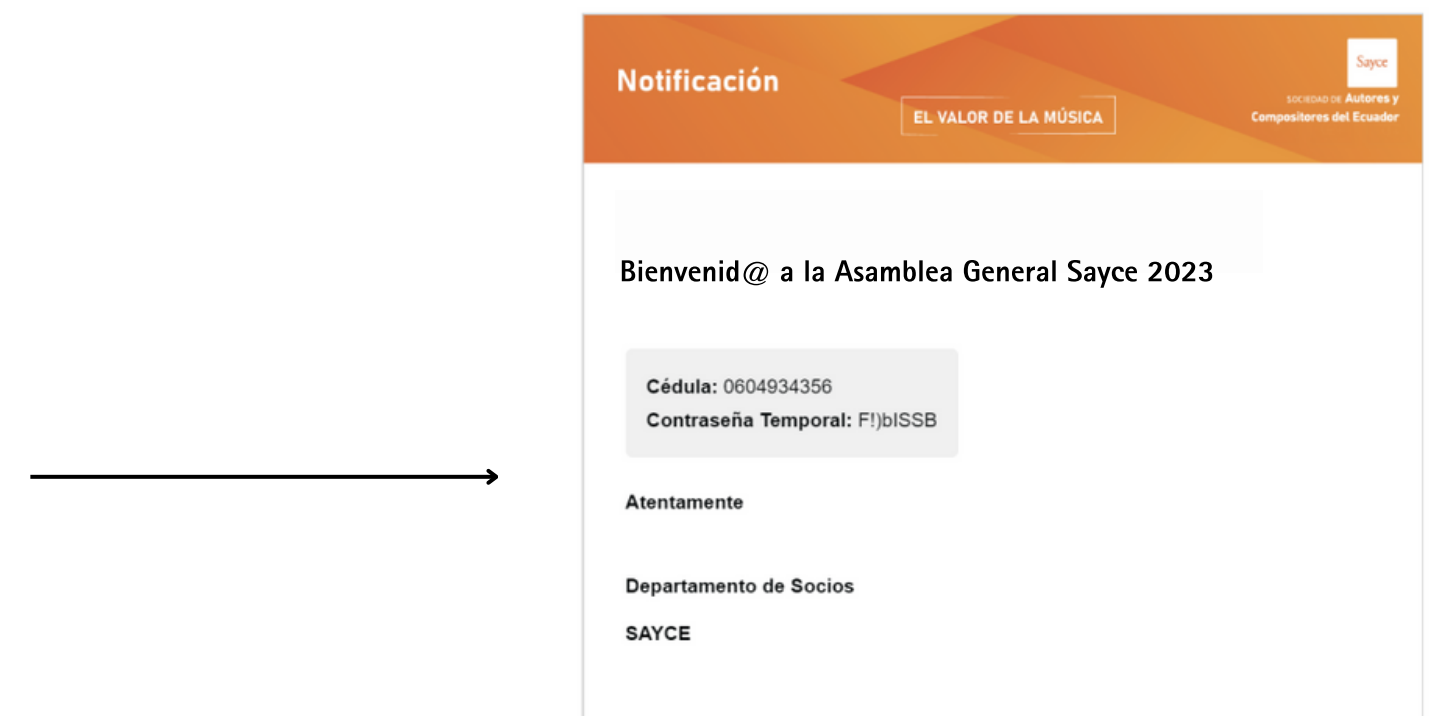 Notificación
EL VALOR DE LA MÚSICA
Sayce
SOCIEDAD DE Autores y
Compositores del Ecuador
Bienvenid@ a la Asamblea General Sayce 2023
Cédula: 0604934356
Contraseña Temporal: F!)bISSB
Atentamente
Departamento de Socios
SAYCE